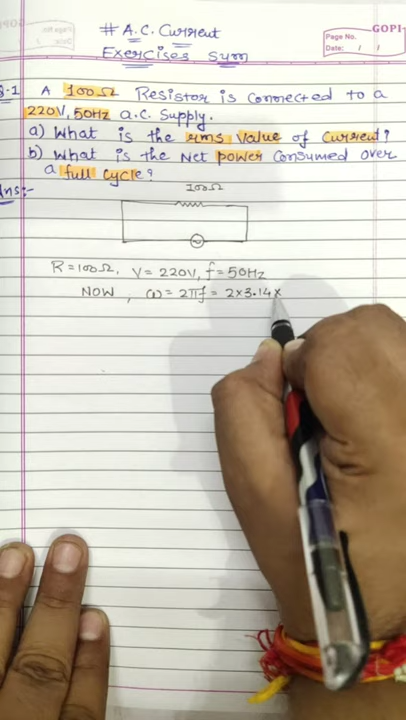 GOPI
Page No.
Date: / /
# A.C. Current
Exercises sum
Q-1 A 100Ω Resistor is connected to a
220V, 50Hz a.c. Supply.
a) What is the rms value of current?
b) What is the Net power consumed over
a full cycle?
Ans:-
100Ω
R = 100Ω, V = 220V, f = 50Hz
NOW, ω = 2πf = 2×3.14×